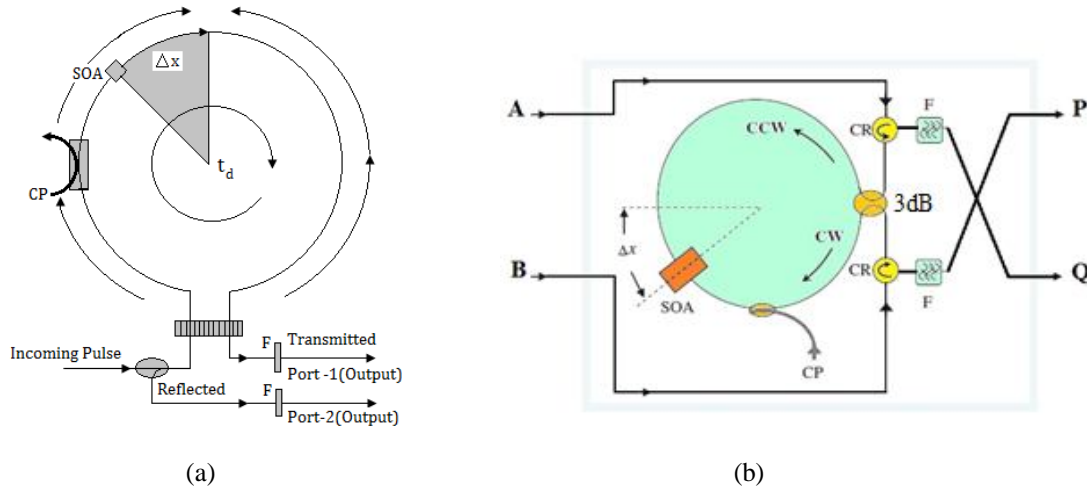 SOA
Δx
t_d
CP
Incoming Pulse
F
Transmitted
Port -1(Output)
Reflected
F
Port-2(Output)
(a)
A
B
CCW
CW
Δx
SOA
CP
CR
F
3dB
CR
F
P
Q
(b)